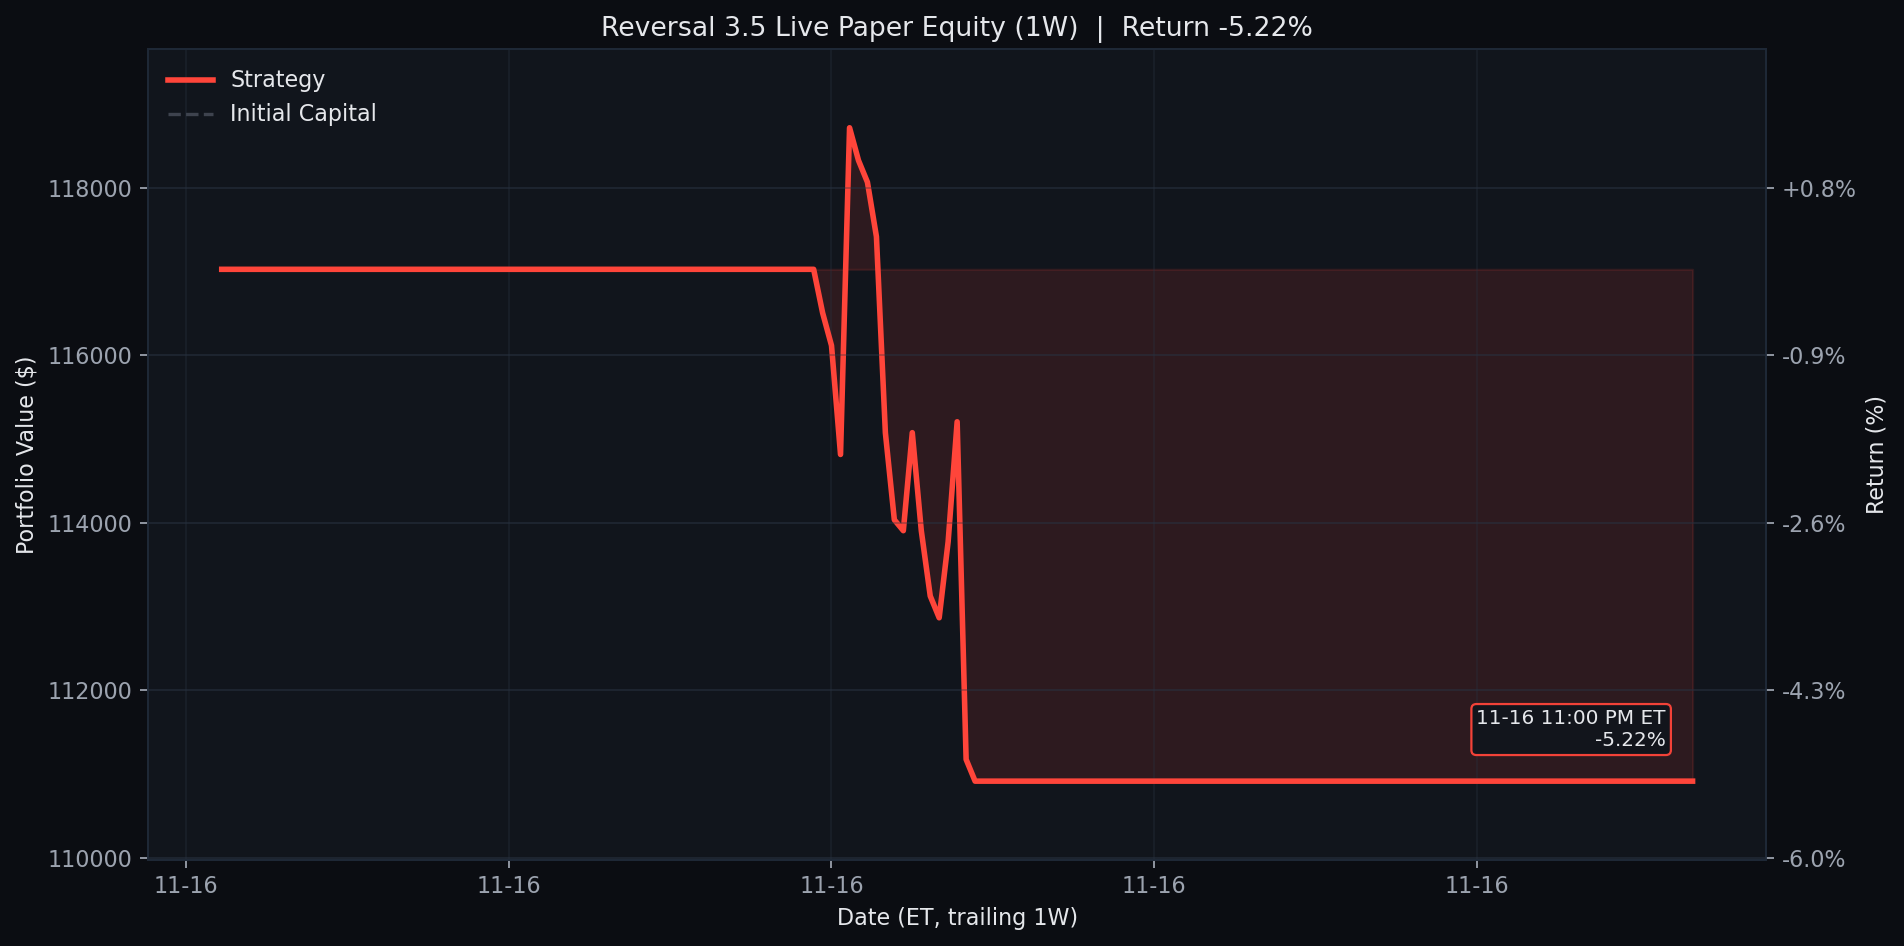 Reversal 3.5 Live Paper Equity (1W)  |  Return -5.22%
Strategy
Initial Capital
Portfolio Value ($)
118000
116000
114000
112000
110000
+0.8%
-0.9%
-2.6%
-4.3%
-6.0%
Return (%)
11-16 11:00 PM ET
-5.22%
11-16
11-16
11-16
11-16
11-16
Date (ET, trailing 1W)